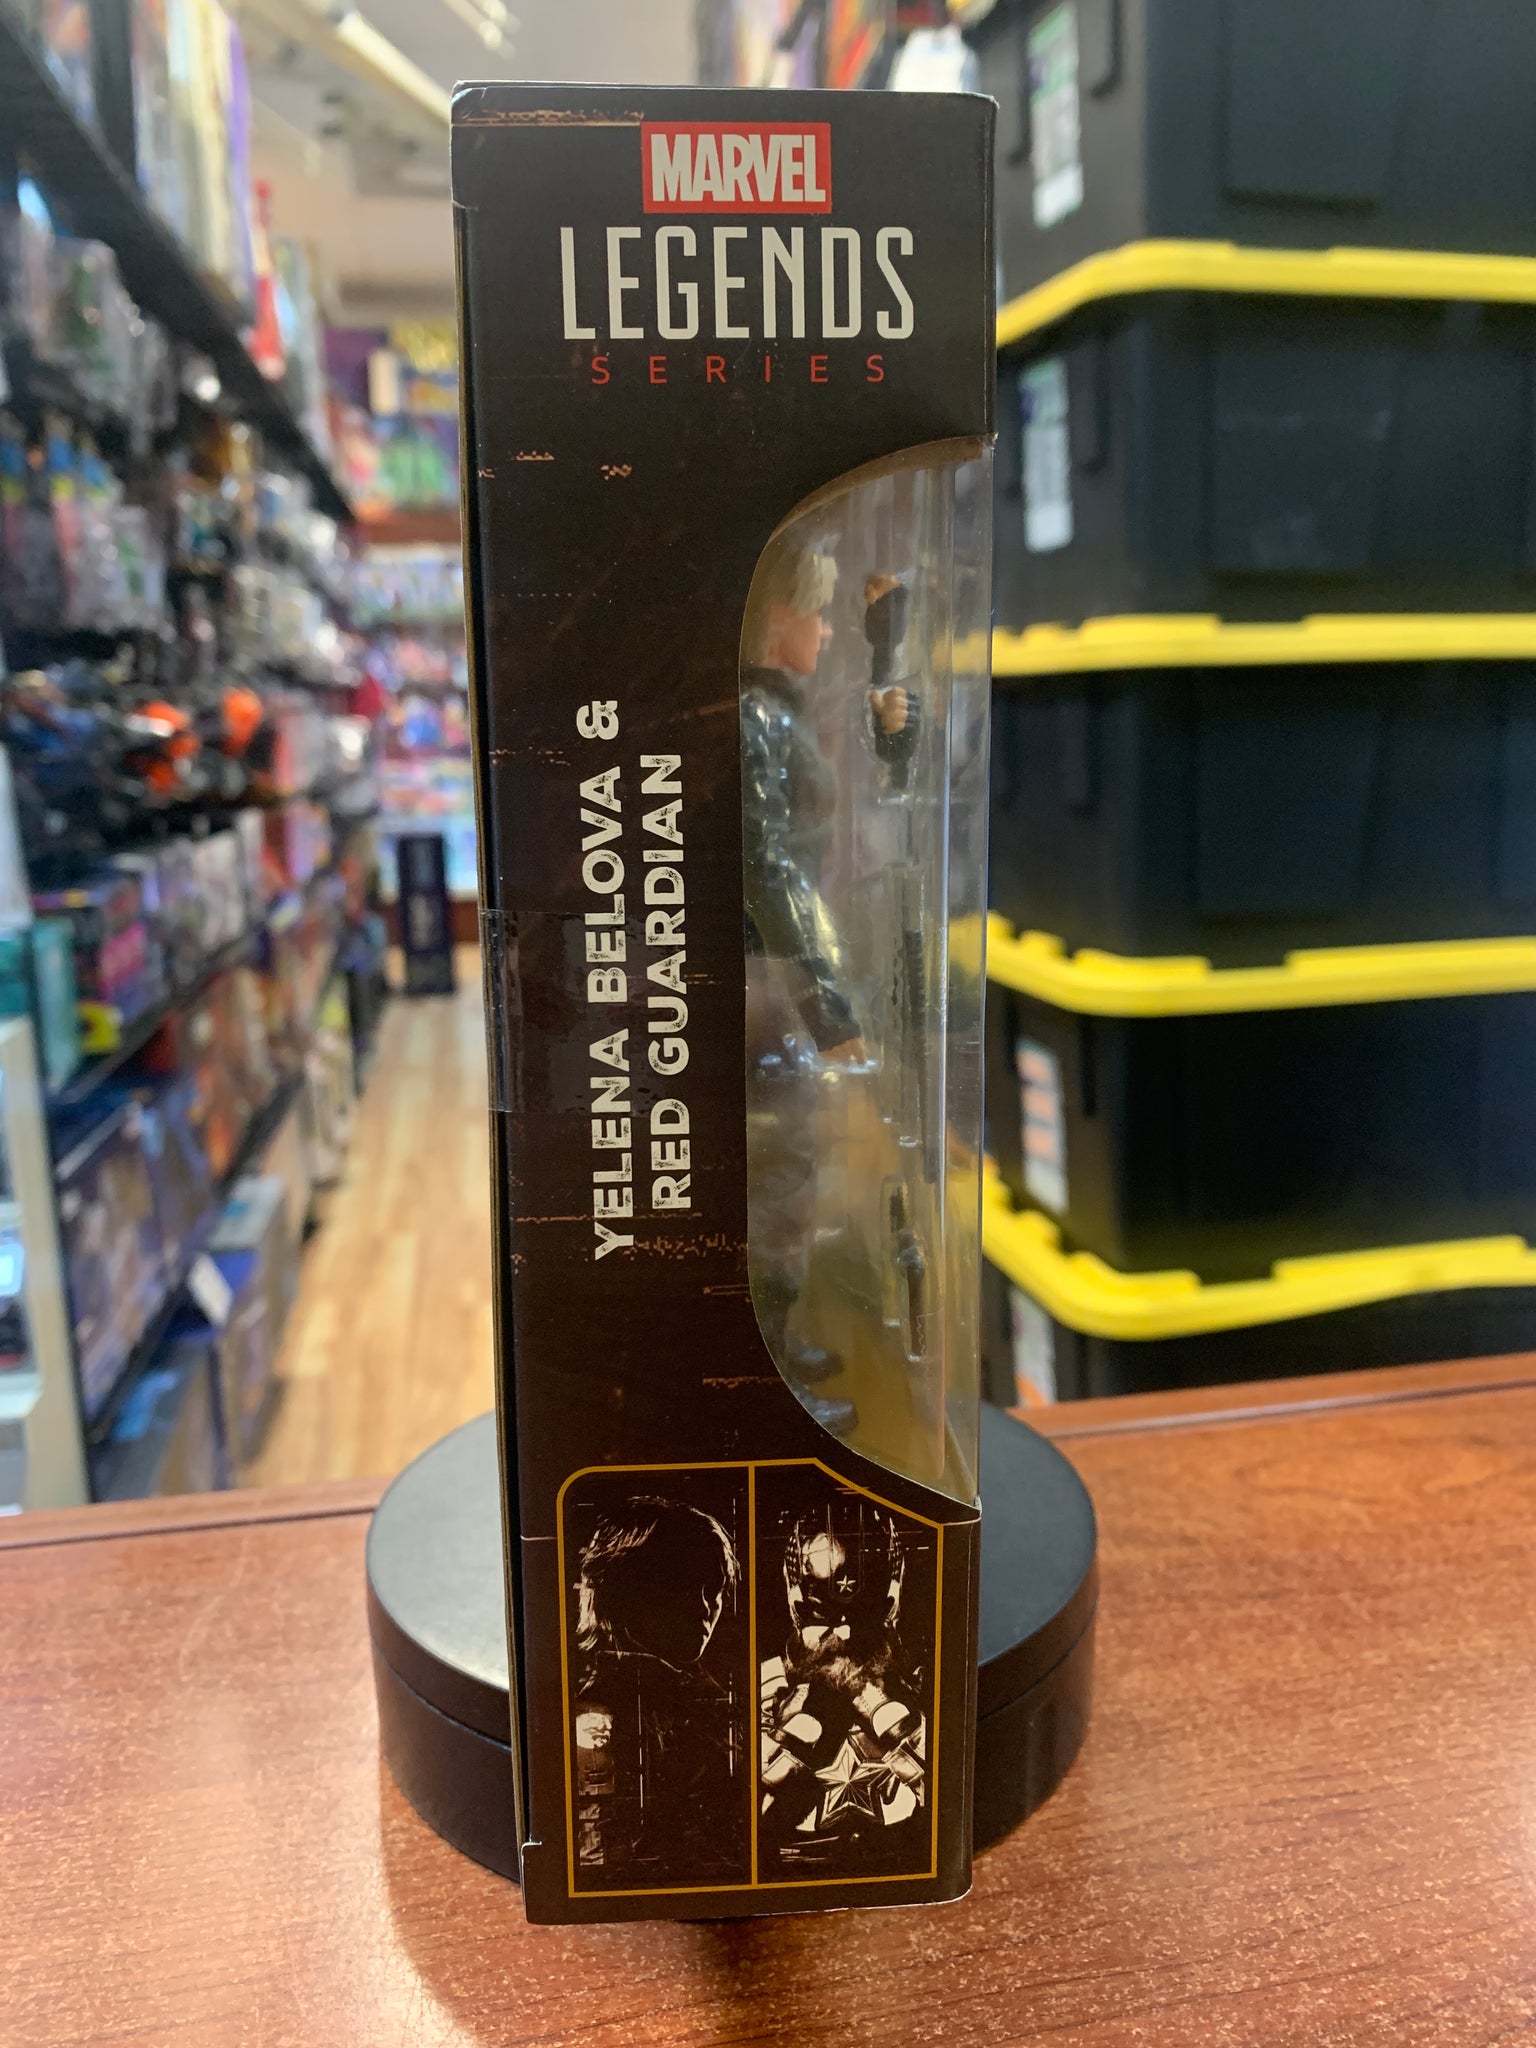 MARVEL
LEGENDS
SERIES
YELENA BELOVA &
RED GUARDIAN